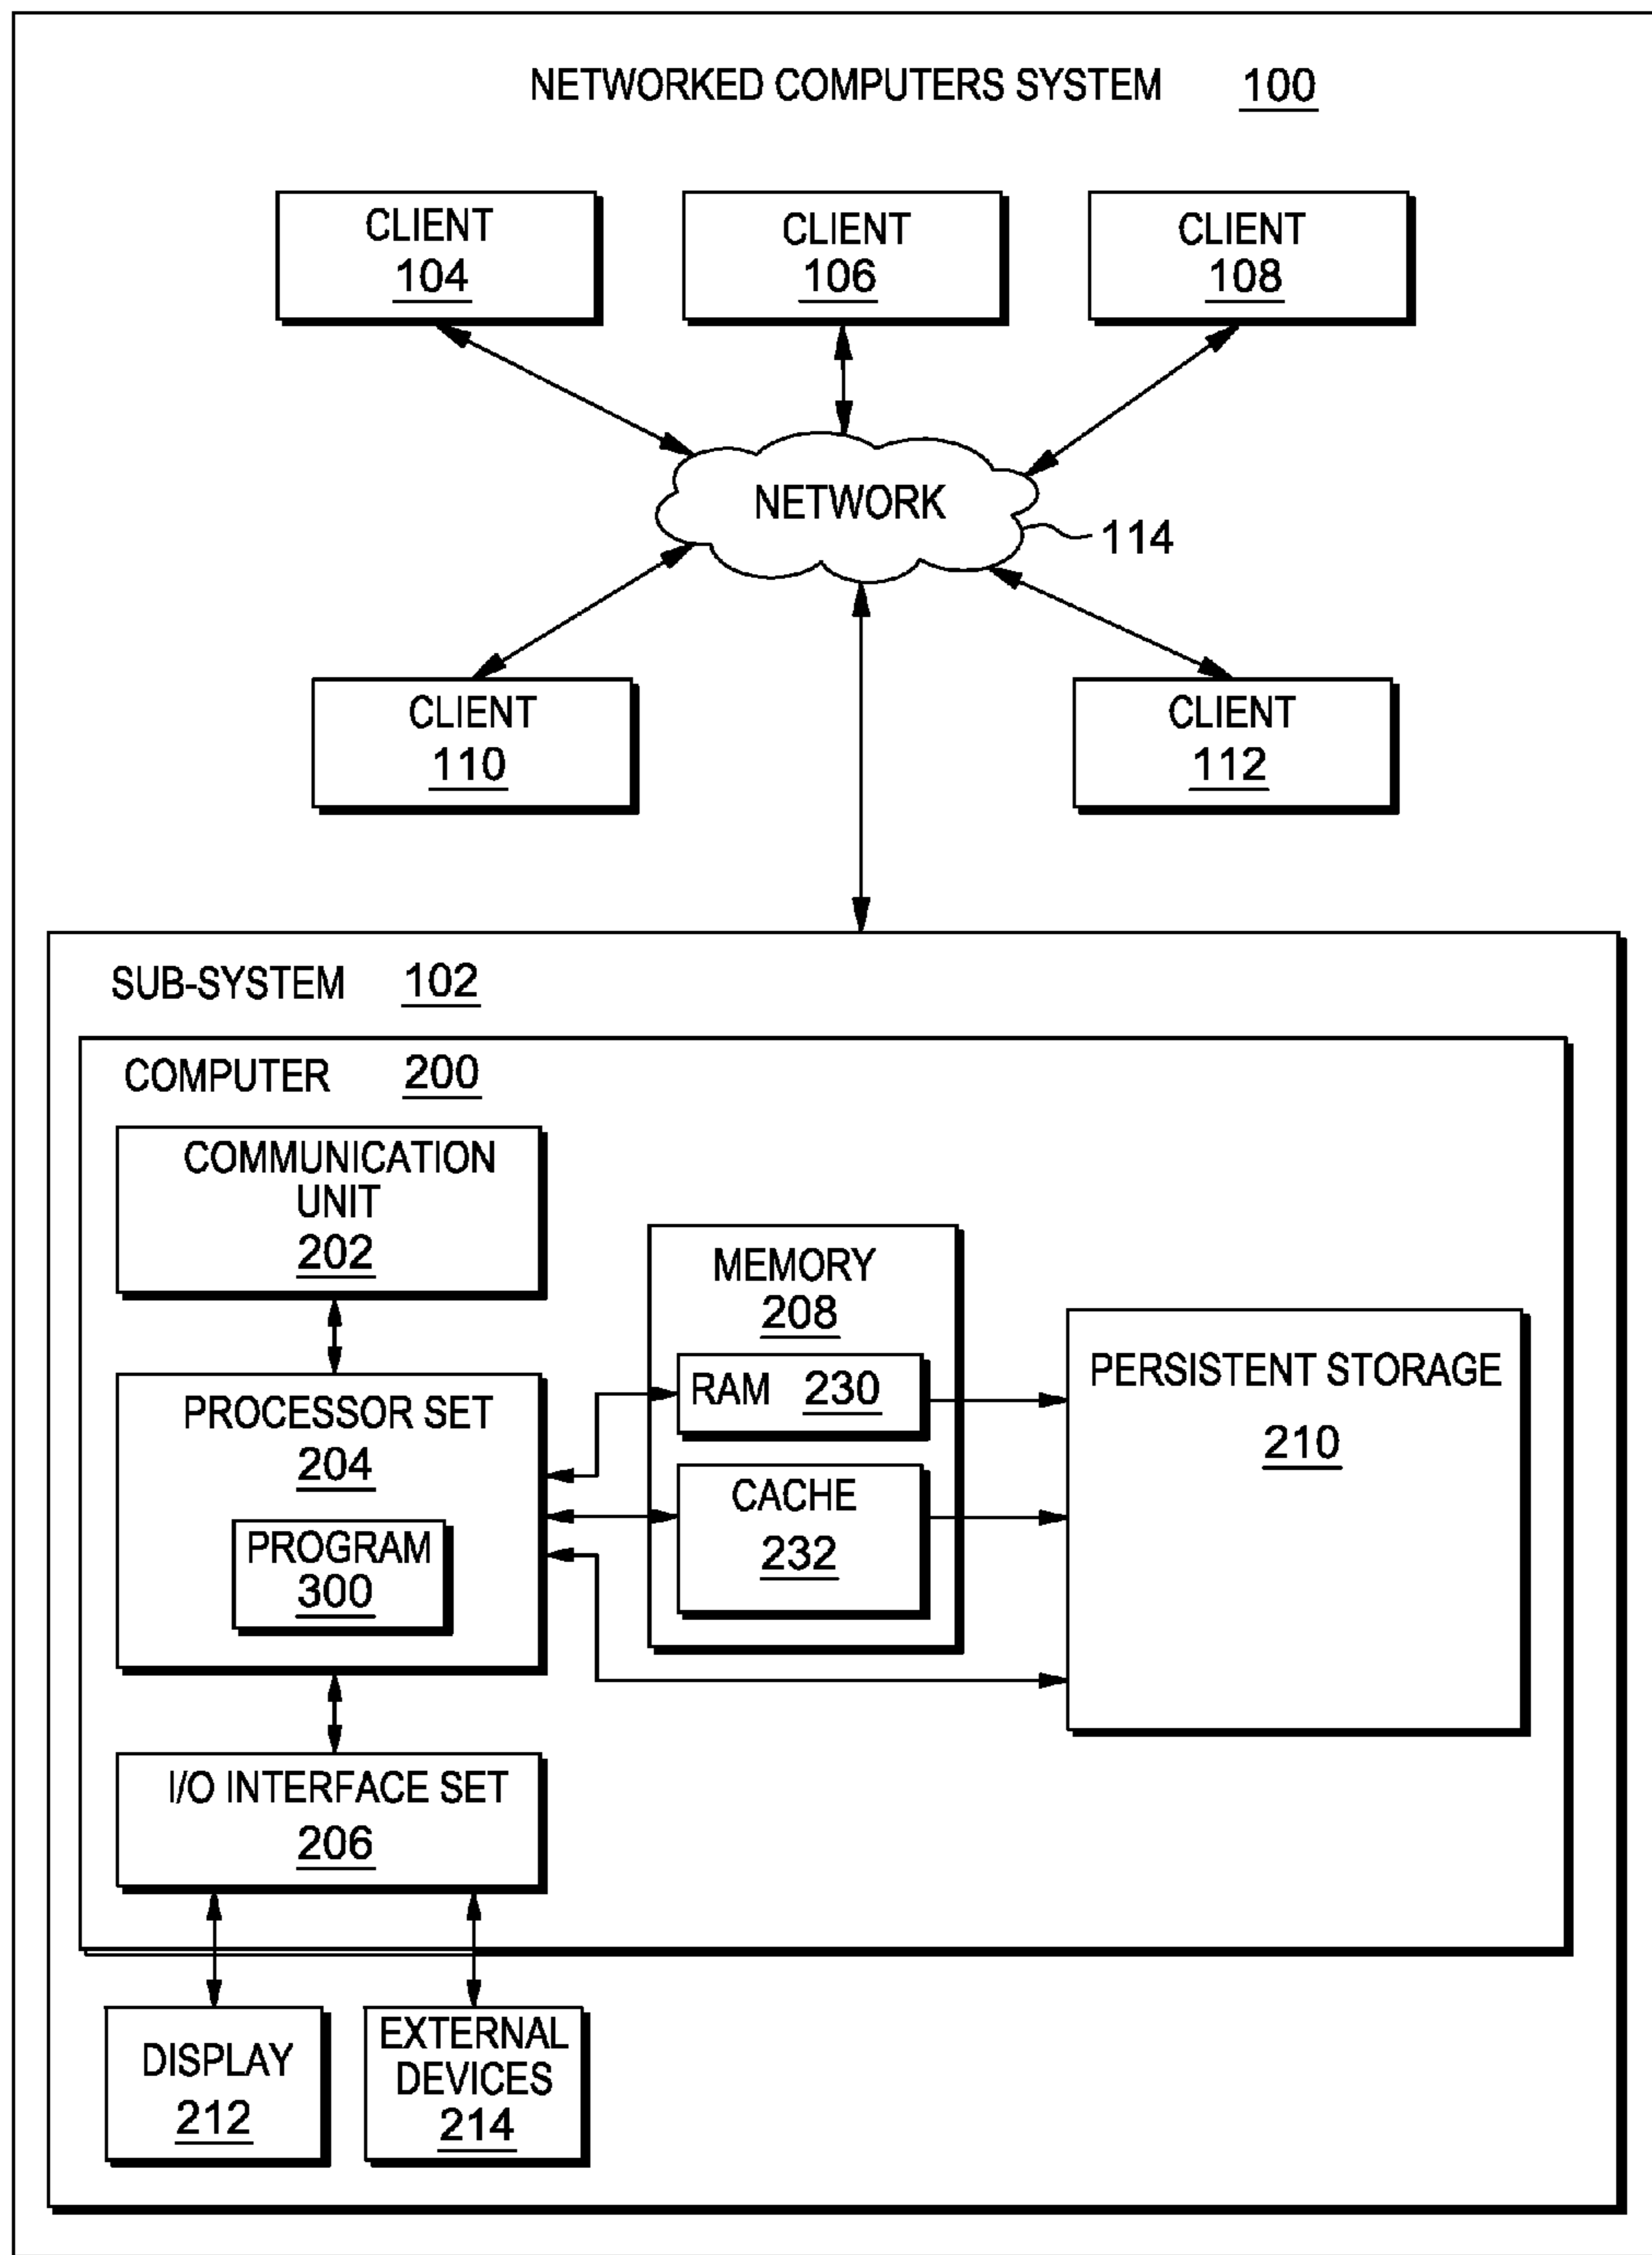 NETWORKED COMPUTERS SYSTEM 100
CLIENT
104
CLIENT
106
CLIENT
108
NETWORK
114
CLIENT
110
CLIENT
112
SUB-SYSTEM 102
COMPUTER 200
COMMUNICATION
UNIT
202
MEMORY
208
RAM 230
CACHE
232
PERSISTENT STORAGE
210
PROCESSOR SET
204
PROGRAM
300
I/O INTERFACE SET
206
DISPLAY
212
EXTERNAL
DEVICES
214